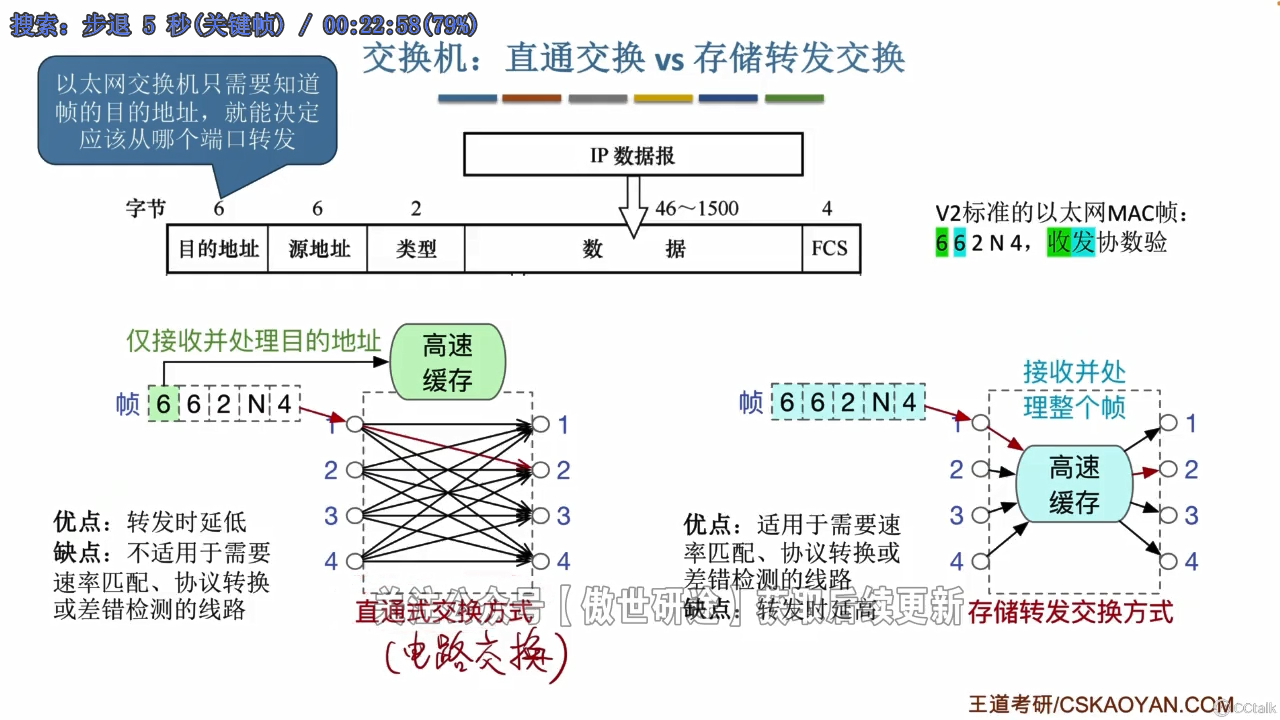 搜索：步退 5 秒(关键帧) / 00:22:58(79%)
交换机：直通交换 vs 存储转发交换
以太网交换机只需要知道
帧的目的地址，就能决定
应该从哪个端口转发
IP 数据报
字节 6 6 2 46～1500 4
目的地址 源地址 类型 数 据 FCS
V2标准的以太网MAC帧：
6 6 2 N 4，收发协数验
仅接收并处理目的地址
高速
缓存
帧 6 6 2 N 4
1 1
2 2
3 3
4 4
优点：转发时延低
缺点：不适用于需要
速率匹配、协议转换
或差错检测的线路
直通式交换方式
(电路交换)
帧 6 6 2 N 4
接收并处
理整个帧
高速
缓存
1 1
2 2
3 3
4 4
优点：适用于需要速
率匹配、协议转换或
差错检测的线路
缺点：转发时延高
存储转发交换方式
关注公众号【傲世研途】获取后续更新
王道考研/CSKAOYAN.COM
CCtalk